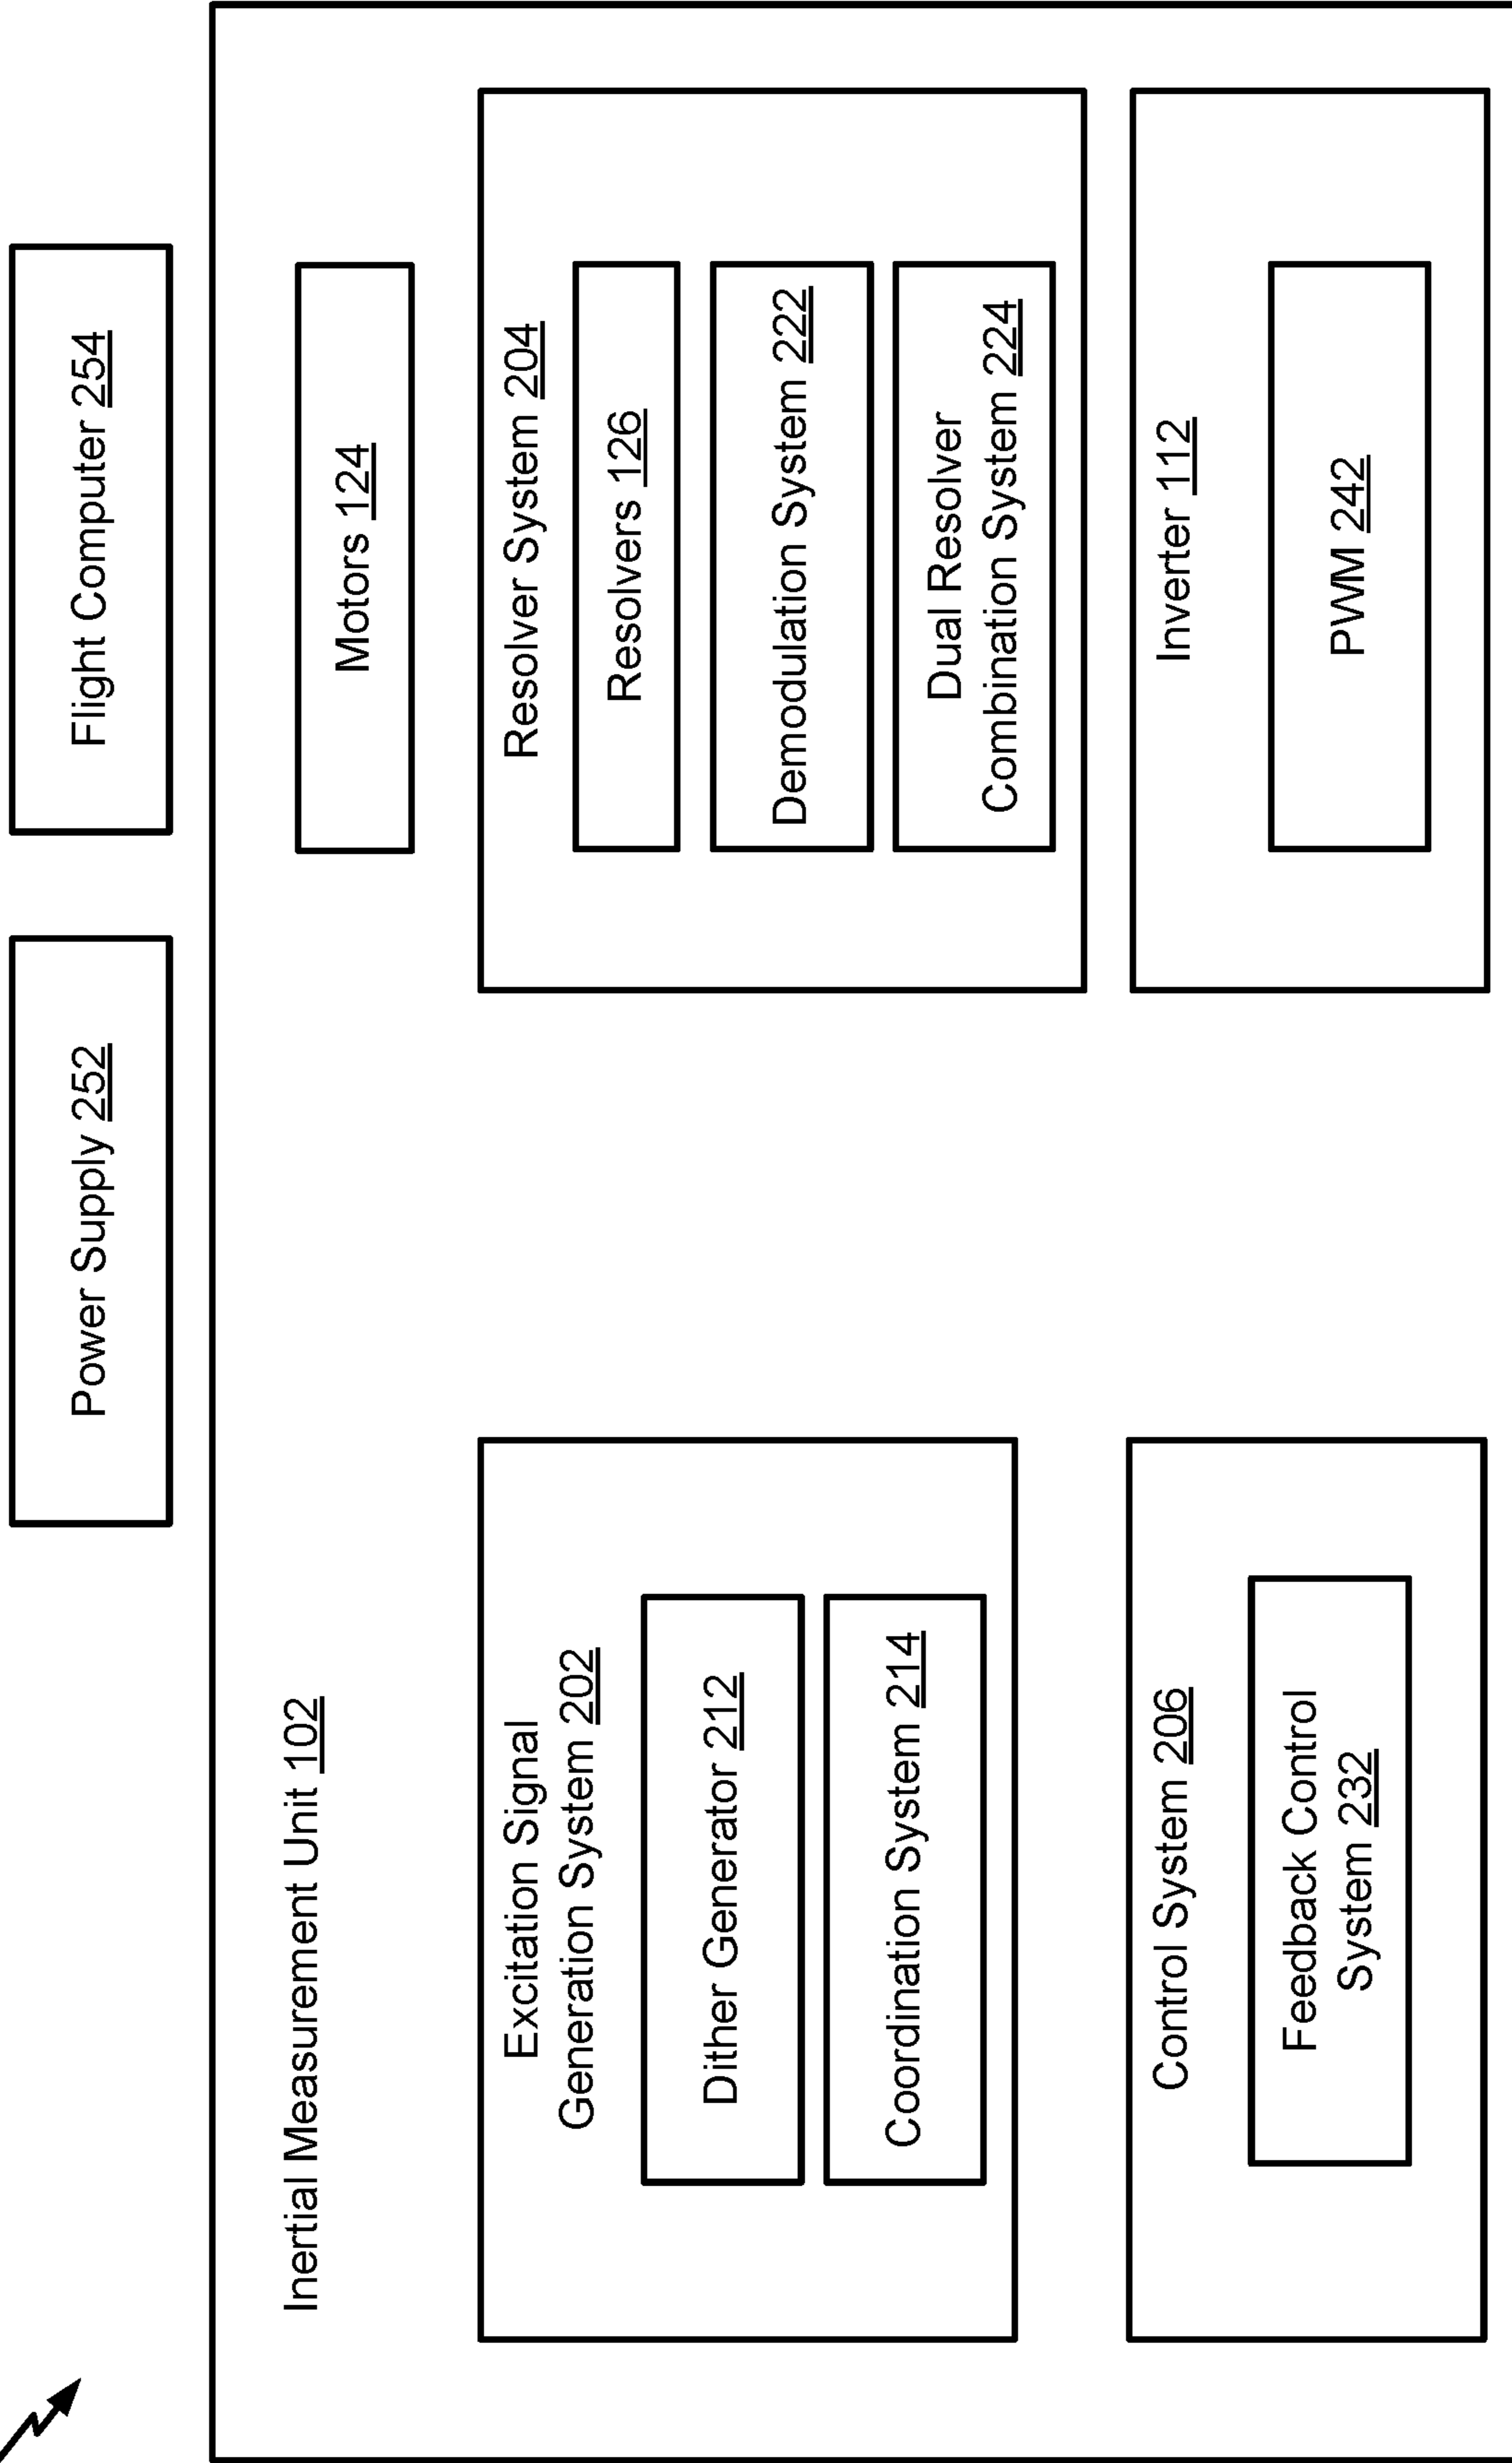 Power Supply 252
Flight Computer 254
Inertial Measurement Unit 102
Motors 124
Excitation Signal
Generation System 202
Dither Generator 212
Coordination System 214
Resolver System 204
Resolvers 126
Demodulation System 222
Dual Resolver
Combination System 224
Control System 206
Feedback Control
System 232
Inverter 112
PWM 242